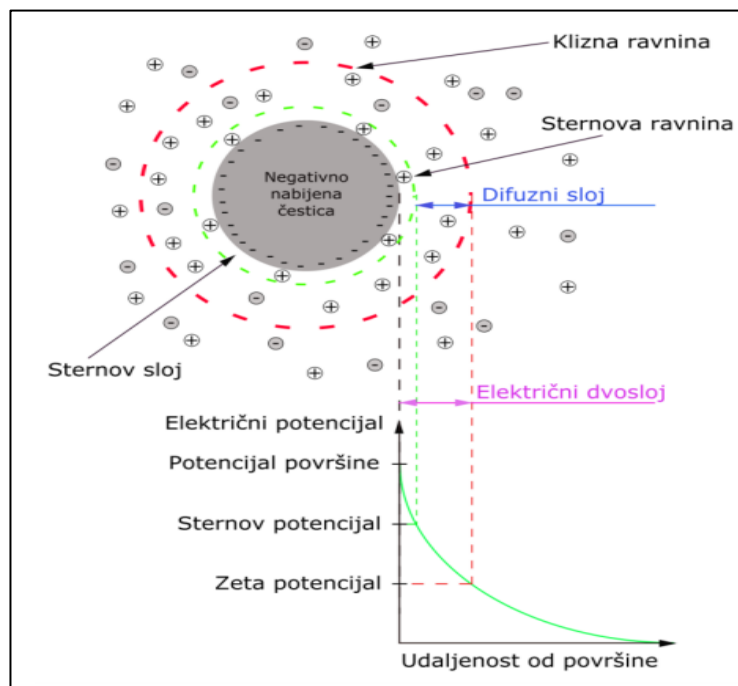 Klizna ravnina
Sternova ravnina
Negativno
nabijena
čestica
Difuzni sloj
Sternov sloj
Električni dvosloj
Električni potencijal
Potencijal površine
Sternov potencijal
Zeta potencijal
Udaljenost od površine